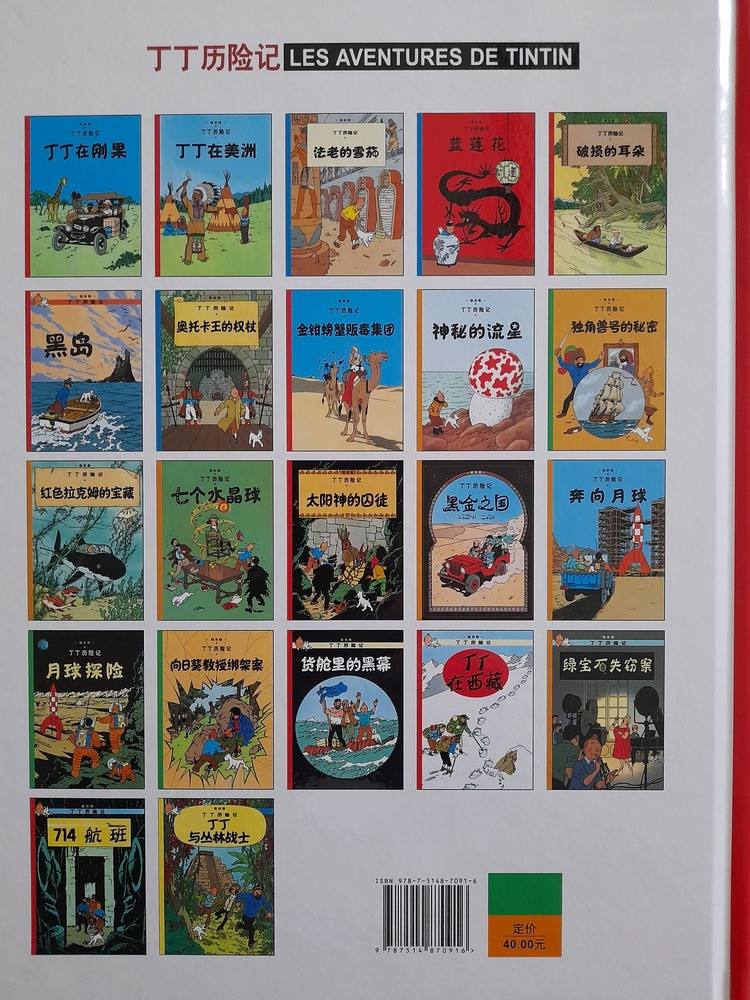 丁丁历险记 LES AVENTURES DE TINTIN
丁丁历险记
丁丁在刚果
丁丁历险记
丁丁在美洲
丁丁历险记
法老的雪茄
丁丁历险记
蓝莲花
丁丁历险记
破损的耳朵
丁丁历险记
黑岛
丁丁历险记
奥托卡王的权杖
丁丁历险记
金钳螃蟹贩毒集团
丁丁历险记
神秘的流星
丁丁历险记
独角兽号的秘密
丁丁历险记
红色拉克姆的宝藏
丁丁历险记
七个水晶球
丁丁历险记
太阳神的囚徒
丁丁历险记
黑金之国
丁丁历险记
奔向月球
丁丁历险记
月球探险
丁丁历险记
向日葵教授绑架案
丁丁历险记
货舱里的黑幕
丁丁历险记
丁丁
在西藏
丁丁历险记
绿宝石失窃案
丁丁历险记
714 航班
丁丁历险记
丁丁
与丛林战士
ISBN 978-7-5148-7091-6
9 787514 870916 >
定价
40.00元